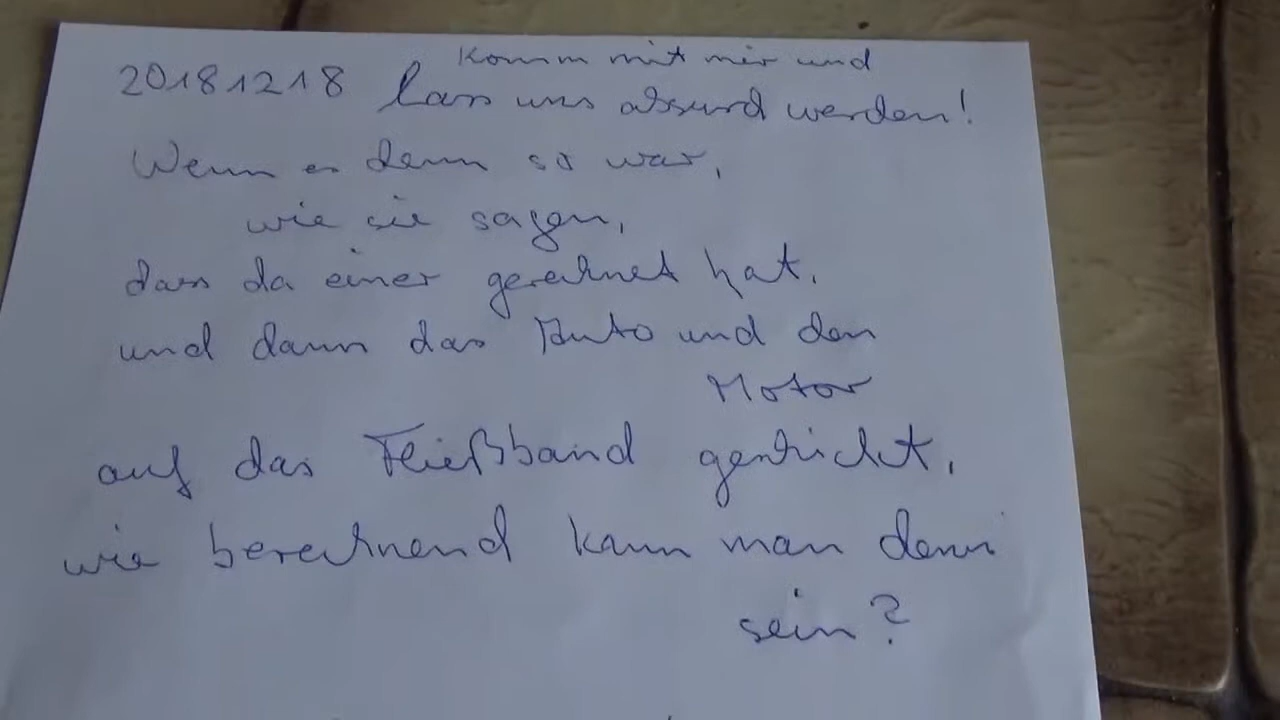 Komm mit mir und
20181218 lass uns absurd werden!
Wenn es denn so war,
wie sie sagen,
dass da einer gerechnet hat,
und dann das Auto und den
Motor
auf das Fließband geschickt,
wie berechnend kann man denn
sein?